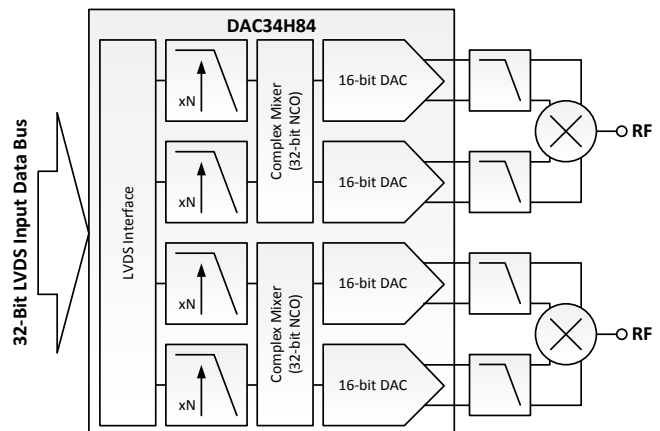 DAC34H84
32-Bit LVDS Input Data Bus
LVDS Interface
xN
Complex Mixer
(32-bit NCO)
16-bit DAC
xN
16-bit DAC
RF
xN
Complex Mixer
(32-bit NCO)
16-bit DAC
xN
16-bit DAC
RF